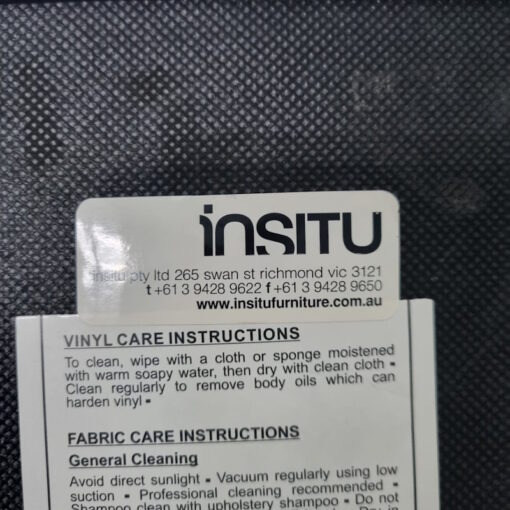 insitu
insitu pty ltd 265 swan st richmond vic 3121
t +61 3 9428 9622 f +61 3 9428 9650
www.insitufurniture.com.au
VINYL CARE INSTRUCTIONS
To clean, wipe with a cloth or sponge moistened
with warm soapy water, then dry with clean cloth ▪
Clean regularly to remove body oils which can
harden vinyl ▪
FABRIC CARE INSTRUCTIONS
General Cleaning
Avoid direct sunlight ▪ Vacuum regularly using low
suction ▪ Professional cleaning recommended ▪
Shampoo clean with upholstery shampoo ▪ Do not